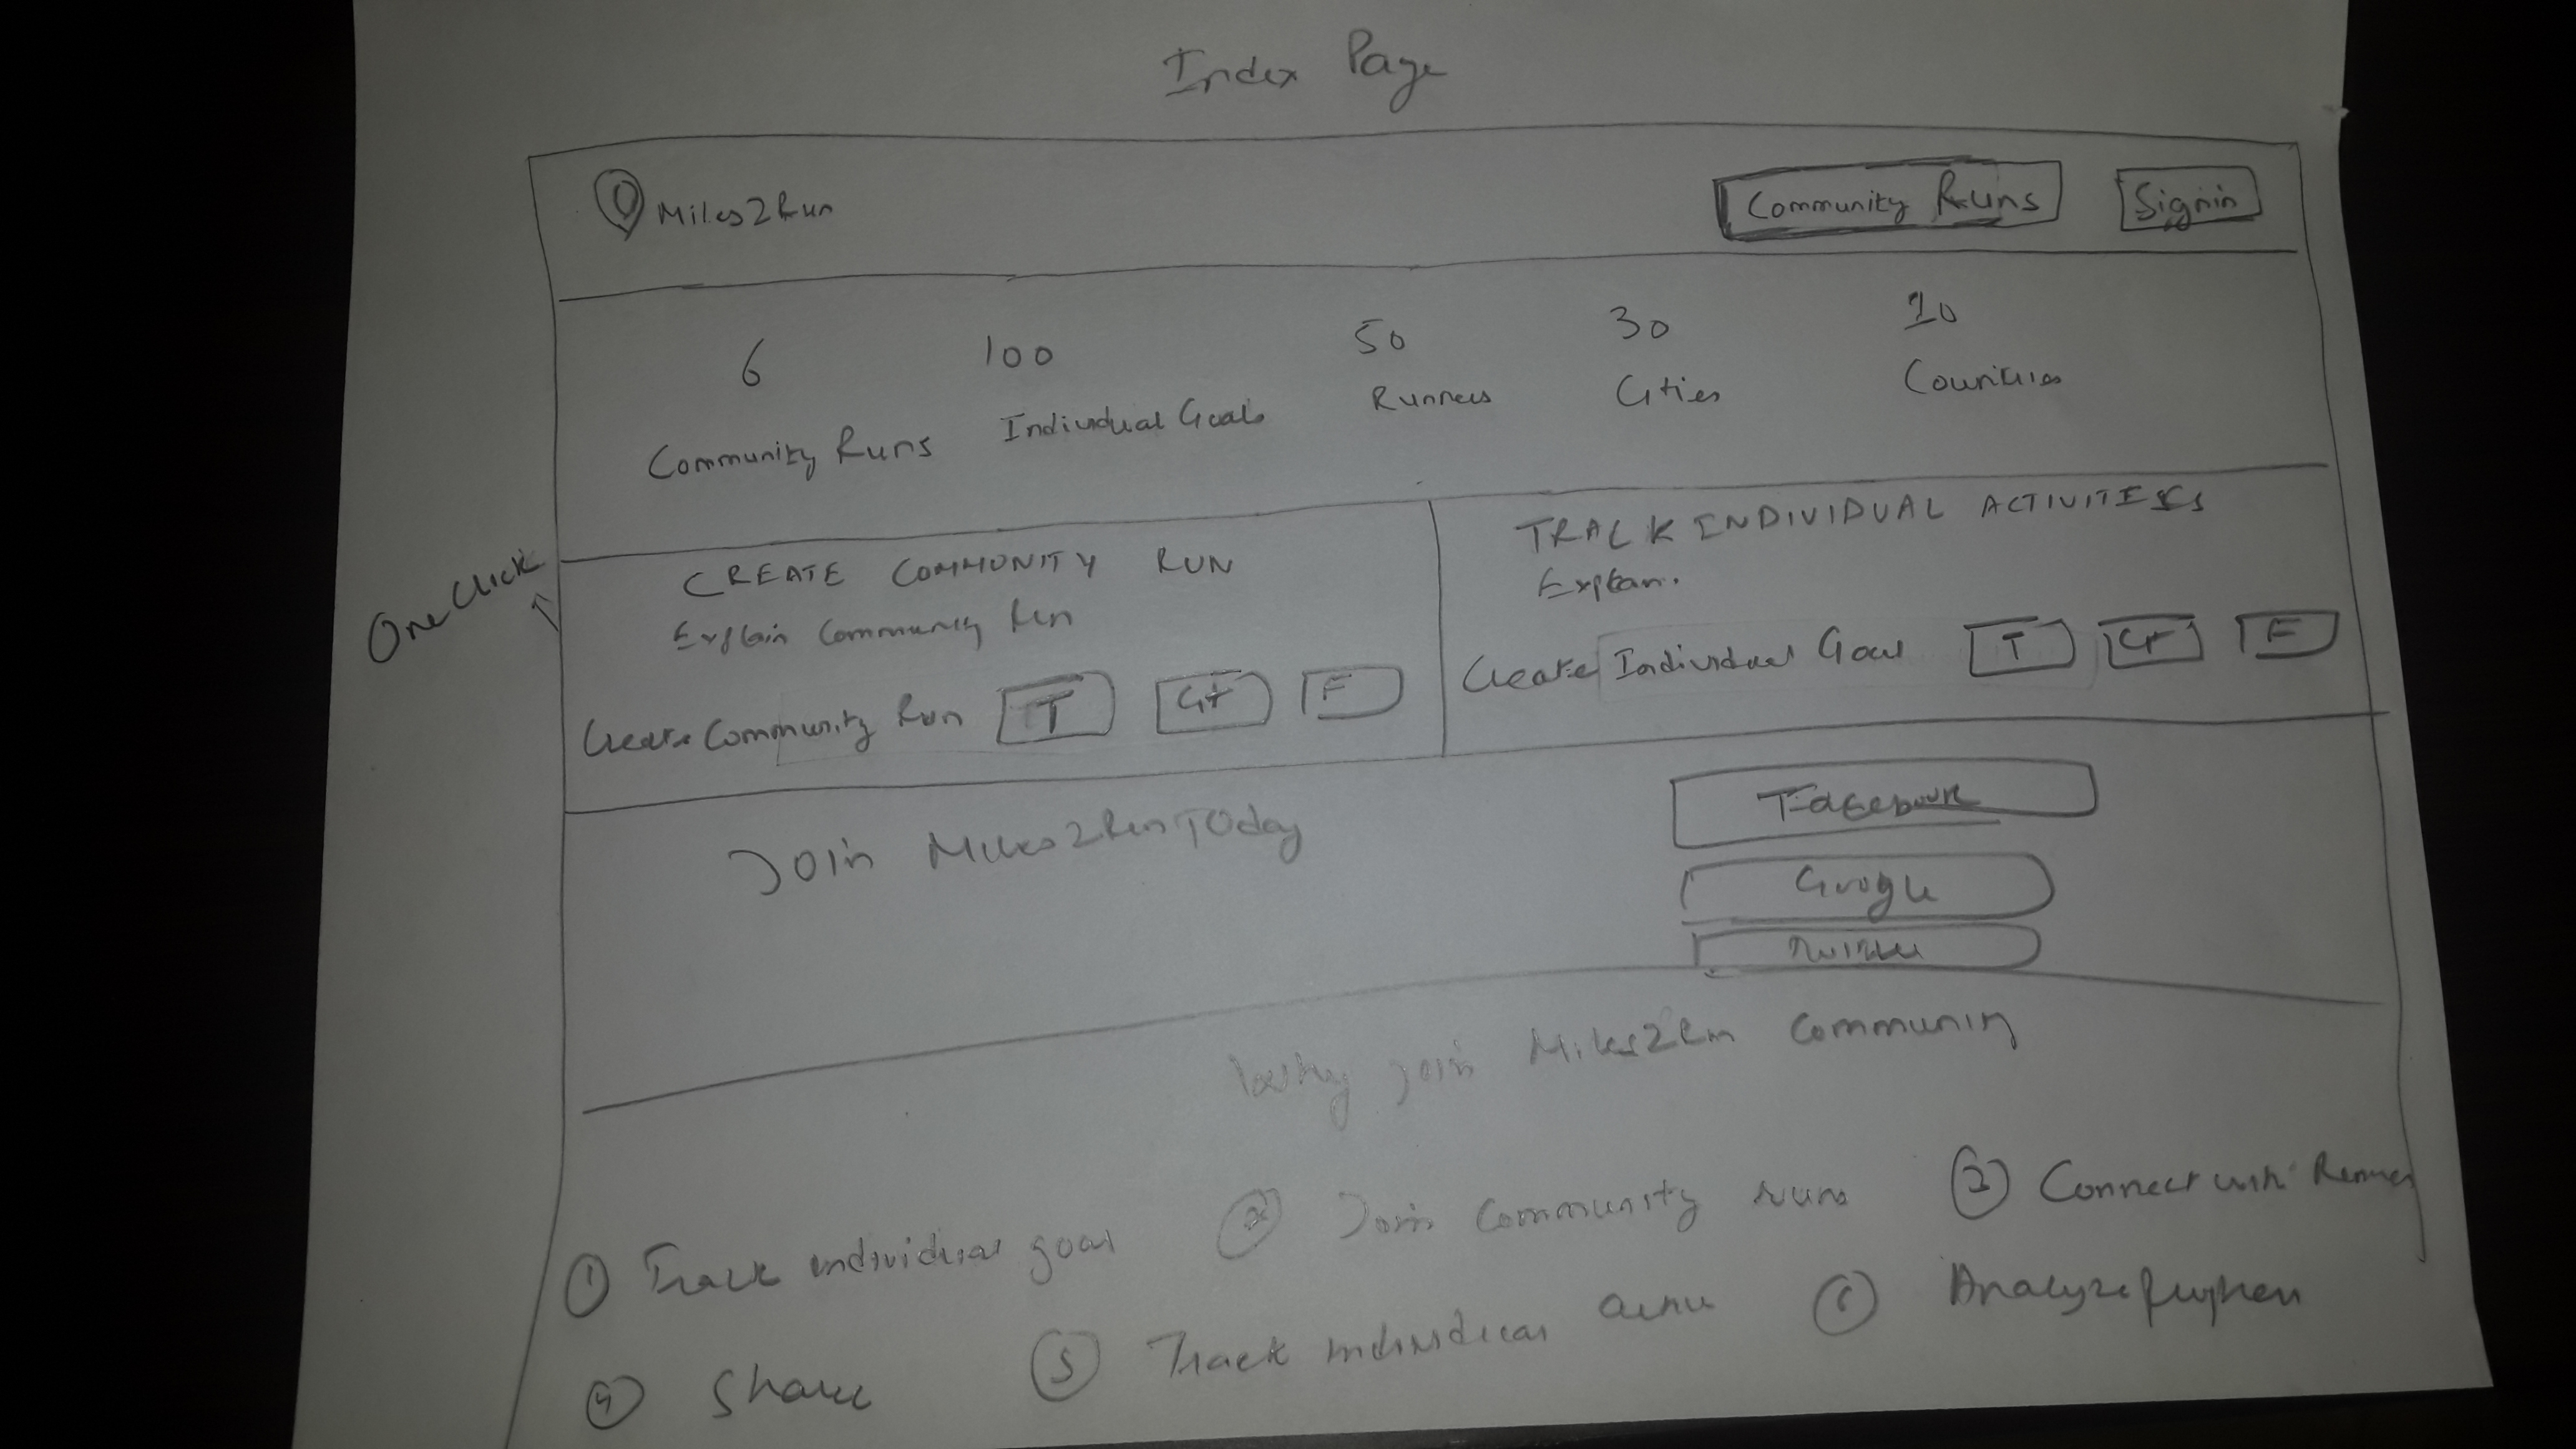 Index Page
Miles2Run Community Runs Signin
6 100 50 30 10
Community Runs Individual Goals Runners Cities Countries
One Click
CREATE COMMUNITY RUN
Explain Community Run
Create Community Run T G+ F
TRACK INDIVIDUAL ACTIVITIES
Explain.
Create Individual Goal T G+ F
Join Miles2Run TOday
Facebook
Google
Twitter
Why join Miles2Run Community
1 Track individual goal 2 Join Community runs 3 Connect with Runners
4 Share 5 Track individual 6 Analyze